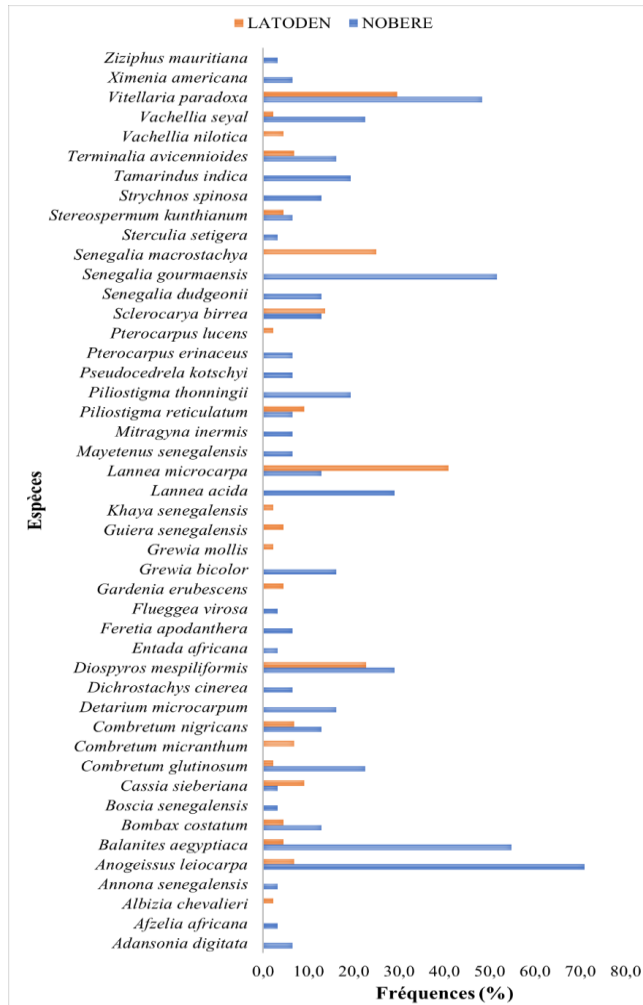 LATODEN NOBERE
Ziziphus mauritiana
Ximenia americana
Vitellaria paradoxa
Vachellia seyal
Vachellia nilotica
Terminalia avicennioides
Tamarindus indica
Strychnos spinosa
Stereospermum kunthianum
Sterculia setigera
Senegalia macrostachya
Senegalia gourmaensis
Senegalia dudgeonii
Sclerocarya birrea
Pterocarpus lucens
Pterocarpus erinaceus
Pseudocedrela kotschyi
Piliostigma thonningii
Piliostigma reticulatum
Mitragyna inermis
Mayetenus senegalensis
Lannea microcarpa
Lannea acida
Khaya senegalensis
Guiera senegalensis
Grewia mollis
Grewia bicolor
Gardenia erubescens
Flueggea virosa
Feretia apodanthera
Entada africana
Diospyros mespiliformis
Dichrostachys cinerea
Detarium microcarpum
Combretum nigricans
Combretum micranthum
Combretum glutinosum
Cassia sieberiana
Boscia senegalensis
Bombax costatum
Balanites aegyptiaca
Anogeissus leiocarpa
Annona senegalensis
Albizia chevalieri
Afzelia africana
Adansonia digitata
Espèces
0,0 10,0 20,0 30,0 40,0 50,0 60,0 70,0 80,0
Fréquences (%)